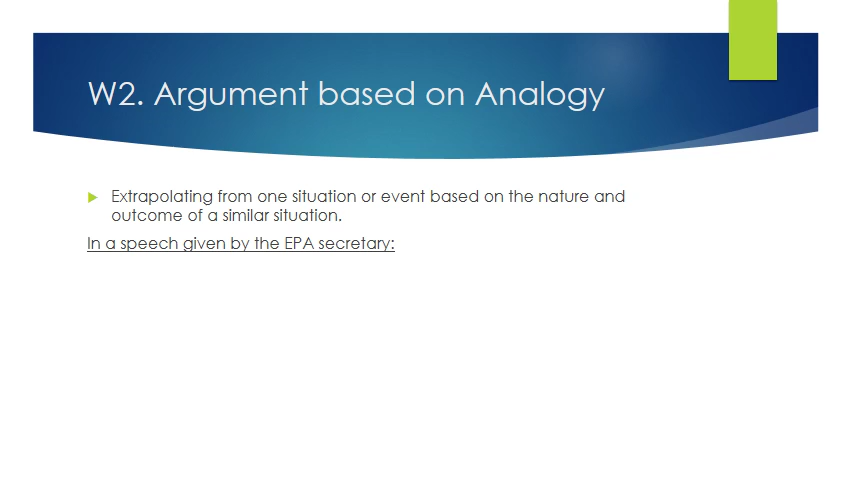 W2. Argument based on Analogy
Extrapolating from one situation or event based on the nature and
outcome of a similar situation.
In a speech given by the EPA secretary: